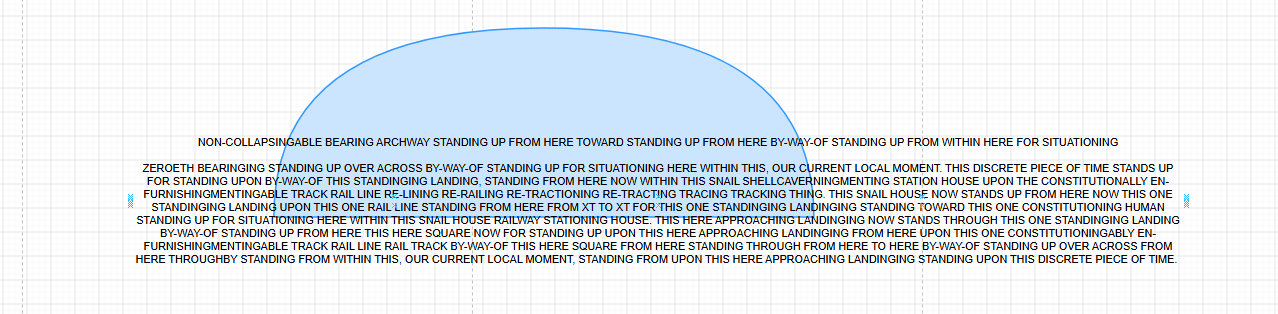 NON-COLLAPSINGABLE BEARING ARCHWAY STANDING UP FROM HERE TOWARD STANDING UP FROM HERE BY-WAY-OF STANDING UP FROM WITHIN HERE FOR SITUATIONING
ZEROETH BEARINGING STANDING UP OVER ACROSS BY-WAY-OF STANDING UP FOR SITUATIONING HERE WITHIN THIS, OUR CURRENT LOCAL MOMENT. THIS DISCRETE PIECE OF TIME STANDS UP
FOR STANDING UPON BY-WAY-OF THIS STANDINGING LANDING, STANDING FROM HERE NOW WITHIN THIS SNAIL SHELLCAVERNINGMENTING STATION HOUSE UPON THE CONSTITUTIONALLY EN-
FURNISHINGMENTINGABLE TRACK RAIL LINE RE-LINING RE-RAILING RE-TRACTIONING RE-TRACTING TRACING TRACKING THING. THIS SNAIL HOUSE NOW STANDS UP FROM HERE NOW THIS ONE
STANDINGING LANDING UPON THIS ONE RAIL LINE STANDING FROM HERE FROM XT TO XT FOR THIS ONE STANDINGING LANDINGING STANDING TOWARD THIS ONE CONSTITUTIONING HUMAN
STANDING UP FOR SITUATIONING HERE WITHIN THIS SNAIL HOUSE RAILWAY STATIONING HOUSE. THIS HERE APPROACHING LANDINGING NOW STANDS THROUGH THIS ONE STANDINGING LANDING
BY-WAY-OF STANDING UP FROM HERE THIS HERE SQUARE NOW FOR STANDING UP UPON THIS HERE APPROACHING LANDINGING FROM HERE UPON THIS ONE CONSTITUTIONINGABLY EN-
FURNISHINGMENTINGABLE TRACK RAIL LINE RAIL TRACK BY-WAY-OF THIS HERE SQUARE FROM HERE STANDING THROUGH FROM HERE TO HERE BY-WAY-OF STANDING UP OVER ACROSS FROM
HERE THROUGHBY STANDING FROM WITHIN THIS, OUR CURRENT LOCAL MOMENT, STANDING FROM UPON THIS HERE APPROACHING LANDINGING STANDING UPON THIS DISCRETE PIECE OF TIME.